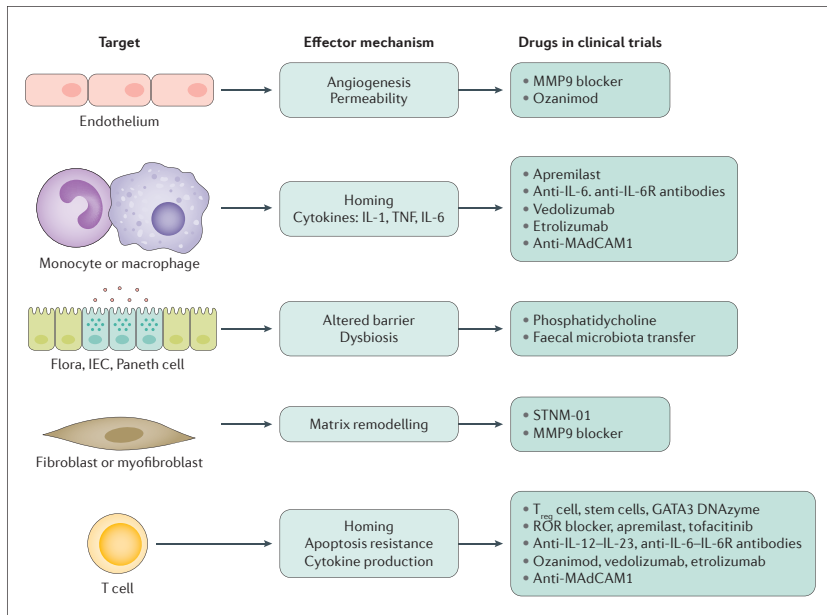 Target Effector mechanism Drugs in clinical trials
Endothelium
Angiogenesis
Permeability
• MMP9 blocker
• Ozanimod
Monocyte or macrophage
Homing
Cytokines: IL-1, TNF, IL-6
• Apremilast
• Anti-IL-6. anti-IL-6R antibodies
• Vedolizumab
• Etrolizumab
• Anti-MAdCAM1
Flora, IEC, Paneth cell
Altered barrier
Dysbiosis
• Phosphatidycholine
• Faecal microbiota transfer
Fibroblast or myofibroblast
Matrix remodelling
• STNM-01
• MMP9 blocker
T cell
Homing
Apoptosis resistance
Cytokine production
• Treg cell, stem cells, GATA3 DNAzyme
• ROR blocker, apremilast, tofacitinib
• Anti-IL-12–IL-23, anti-IL-6–IL-6R antibodies
• Ozanimod, vedolizumab, etrolizumab
• Anti-MAdCAM1